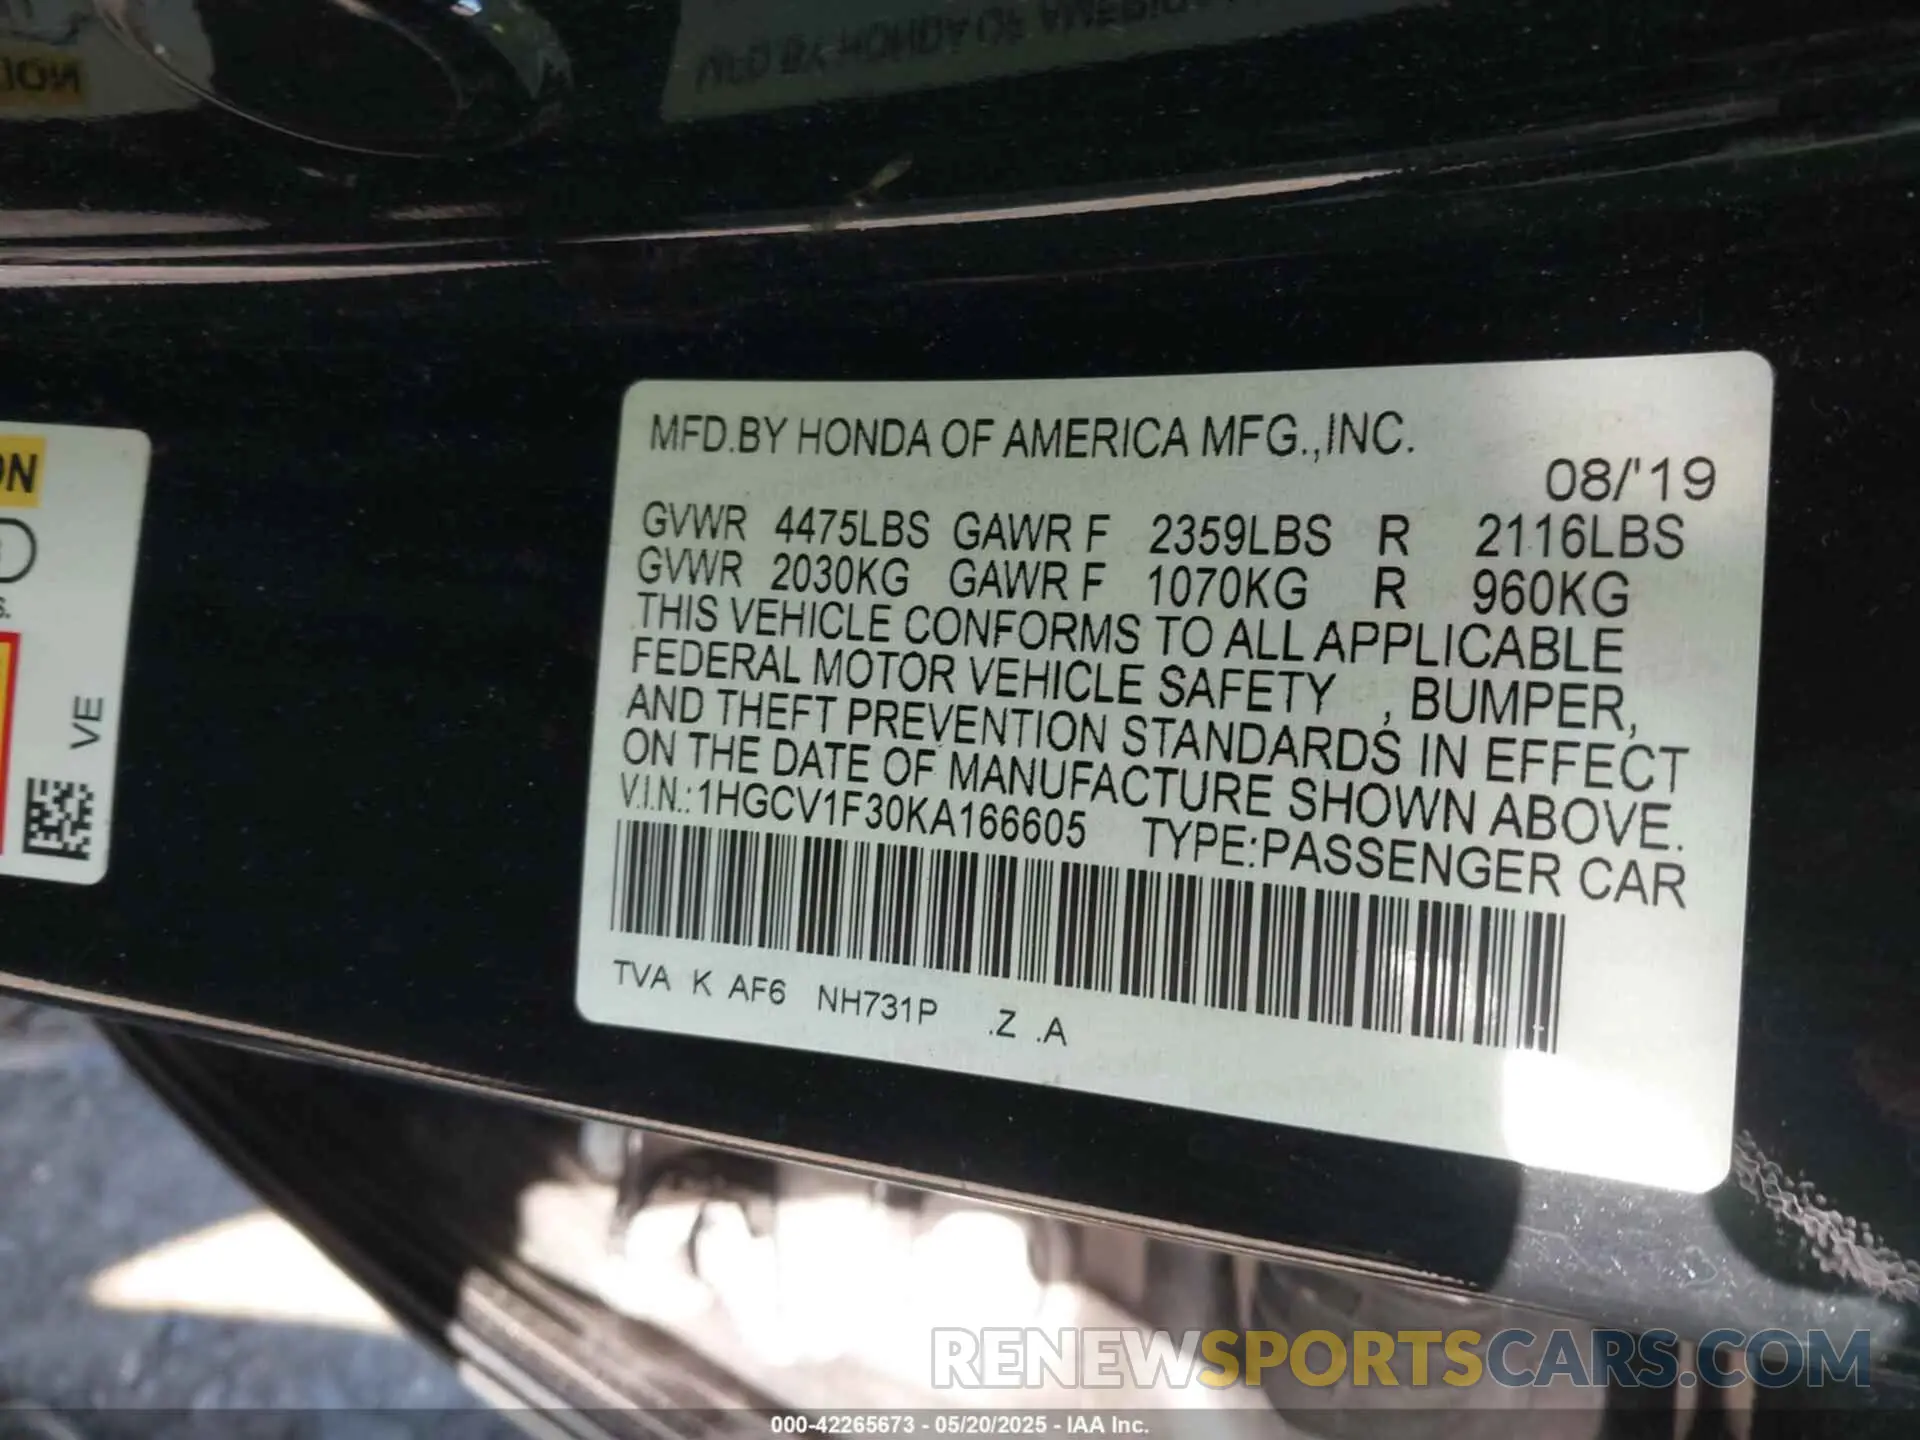 MFD.BY HONDA OF AMERICA MFG.,INC.
08/'19
GVWR 4475LBS GAWR F 2359LBS R 2116LBS
GVWR 2030KG GAWR F 1070KG R 960KG
THIS VEHICLE CONFORMS TO ALL APPLICABLE
FEDERAL MOTOR VEHICLE SAFETY , BUMPER,
AND THEFT PREVENTION STANDARDS IN EFFECT
ON THE DATE OF MANUFACTURE SHOWN ABOVE.
V.I.N.:1HGCV1F30KA166605 TYPE:PASSENGER CAR
TVA K AF6 NH731P .Z .A
VE
RENEWSPORTSCARS.COM
000-42265673 - 05/20/2025 - IAA Inc.